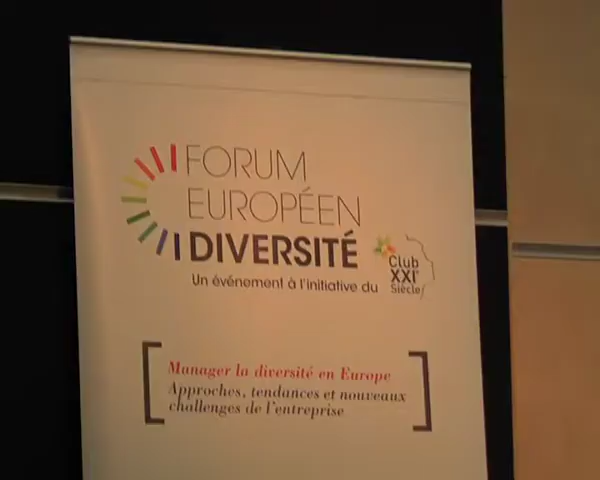 FORUM
EUROPÉEN
DIVERSITÉ
Un événement à l'initiative du
Club
XXIe
Siècle
Manager la diversité en Europe
Approches, tendances et nouveaux
challenges de l'entreprise